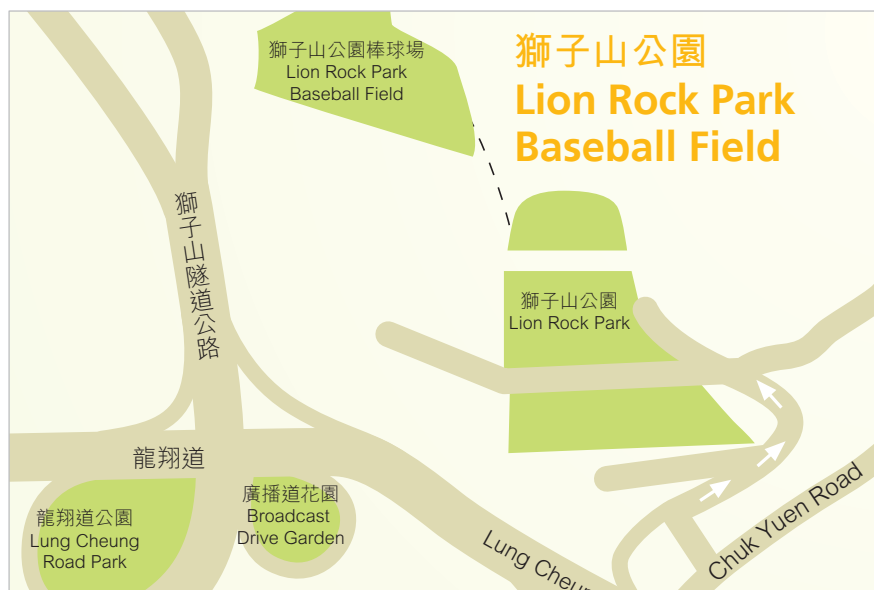 獅子山公園棒球場
Lion Rock Park
Baseball Field
獅子山公園
Lion Rock Park
Baseball Field
獅子山隧道公路
獅子山公園
Lion Rock Park
龍翔道
廣播道花園
Broadcast
Drive Garden
龍翔道公園
Lung Cheung
Road Park
Lung Cheu
Chuk Yuen Road